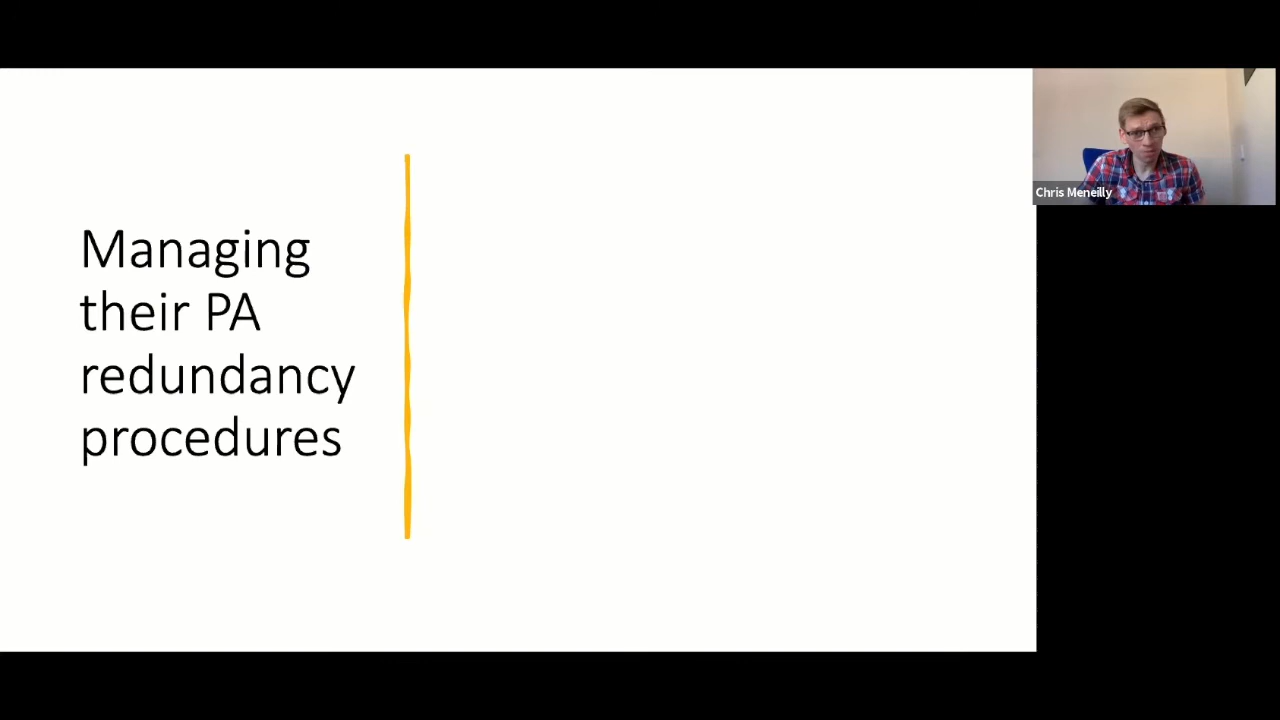 Managing
their PA
redundancy
procedures
Chris Meneilly